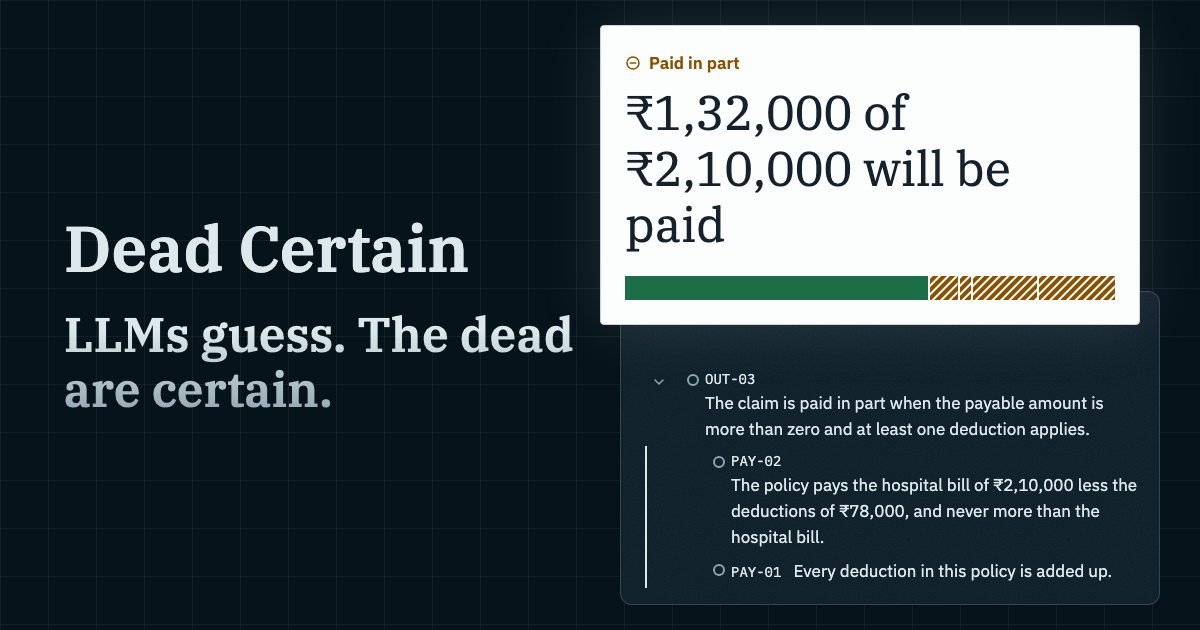 Dead Certain
LLMs guess. The dead
are certain.
Paid in part
₹1,32,000 of
₹2,10,000 will be
paid
OUT-03
The claim is paid in part when the payable amount is
more than zero and at least one deduction applies.
PAY-02
The policy pays the hospital bill of ₹2,10,000 less the
deductions of ₹78,000, and never more than the
hospital bill.
PAY-01 Every deduction in this policy is added up.